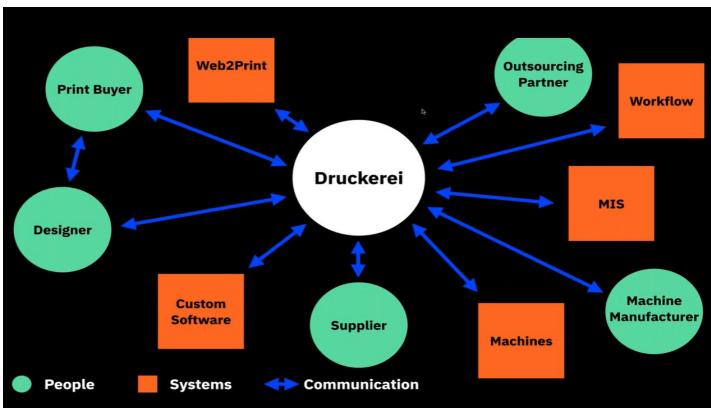 Web2Print
Outsourcing
Partner
Print Buyer
Workflow
Druckerei
MIS
Designer
Custom
Software
Supplier
Machines
Machine
Manufacturer
People
Systems
Communication